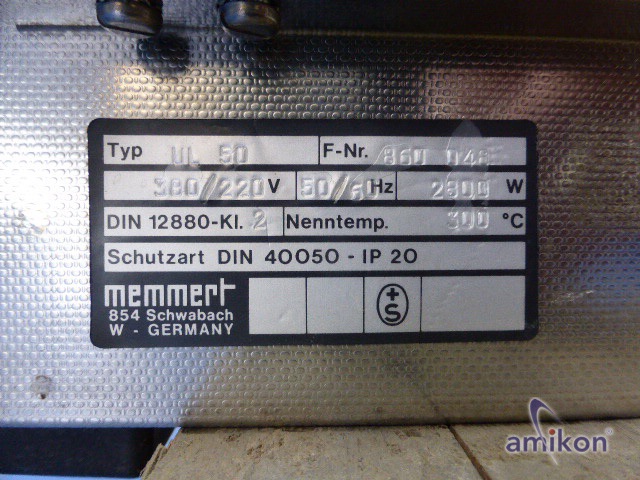 Typ UL 50 F-Nr. 860 048
380/220 V 50/60 Hz 2800 W
DIN 12880-Kl. 2 Nenntemp. 300 °C
Schutzart DIN 40050 - IP 20
memmert
854 Schwabach
W - GERMANY
+
S
amikon